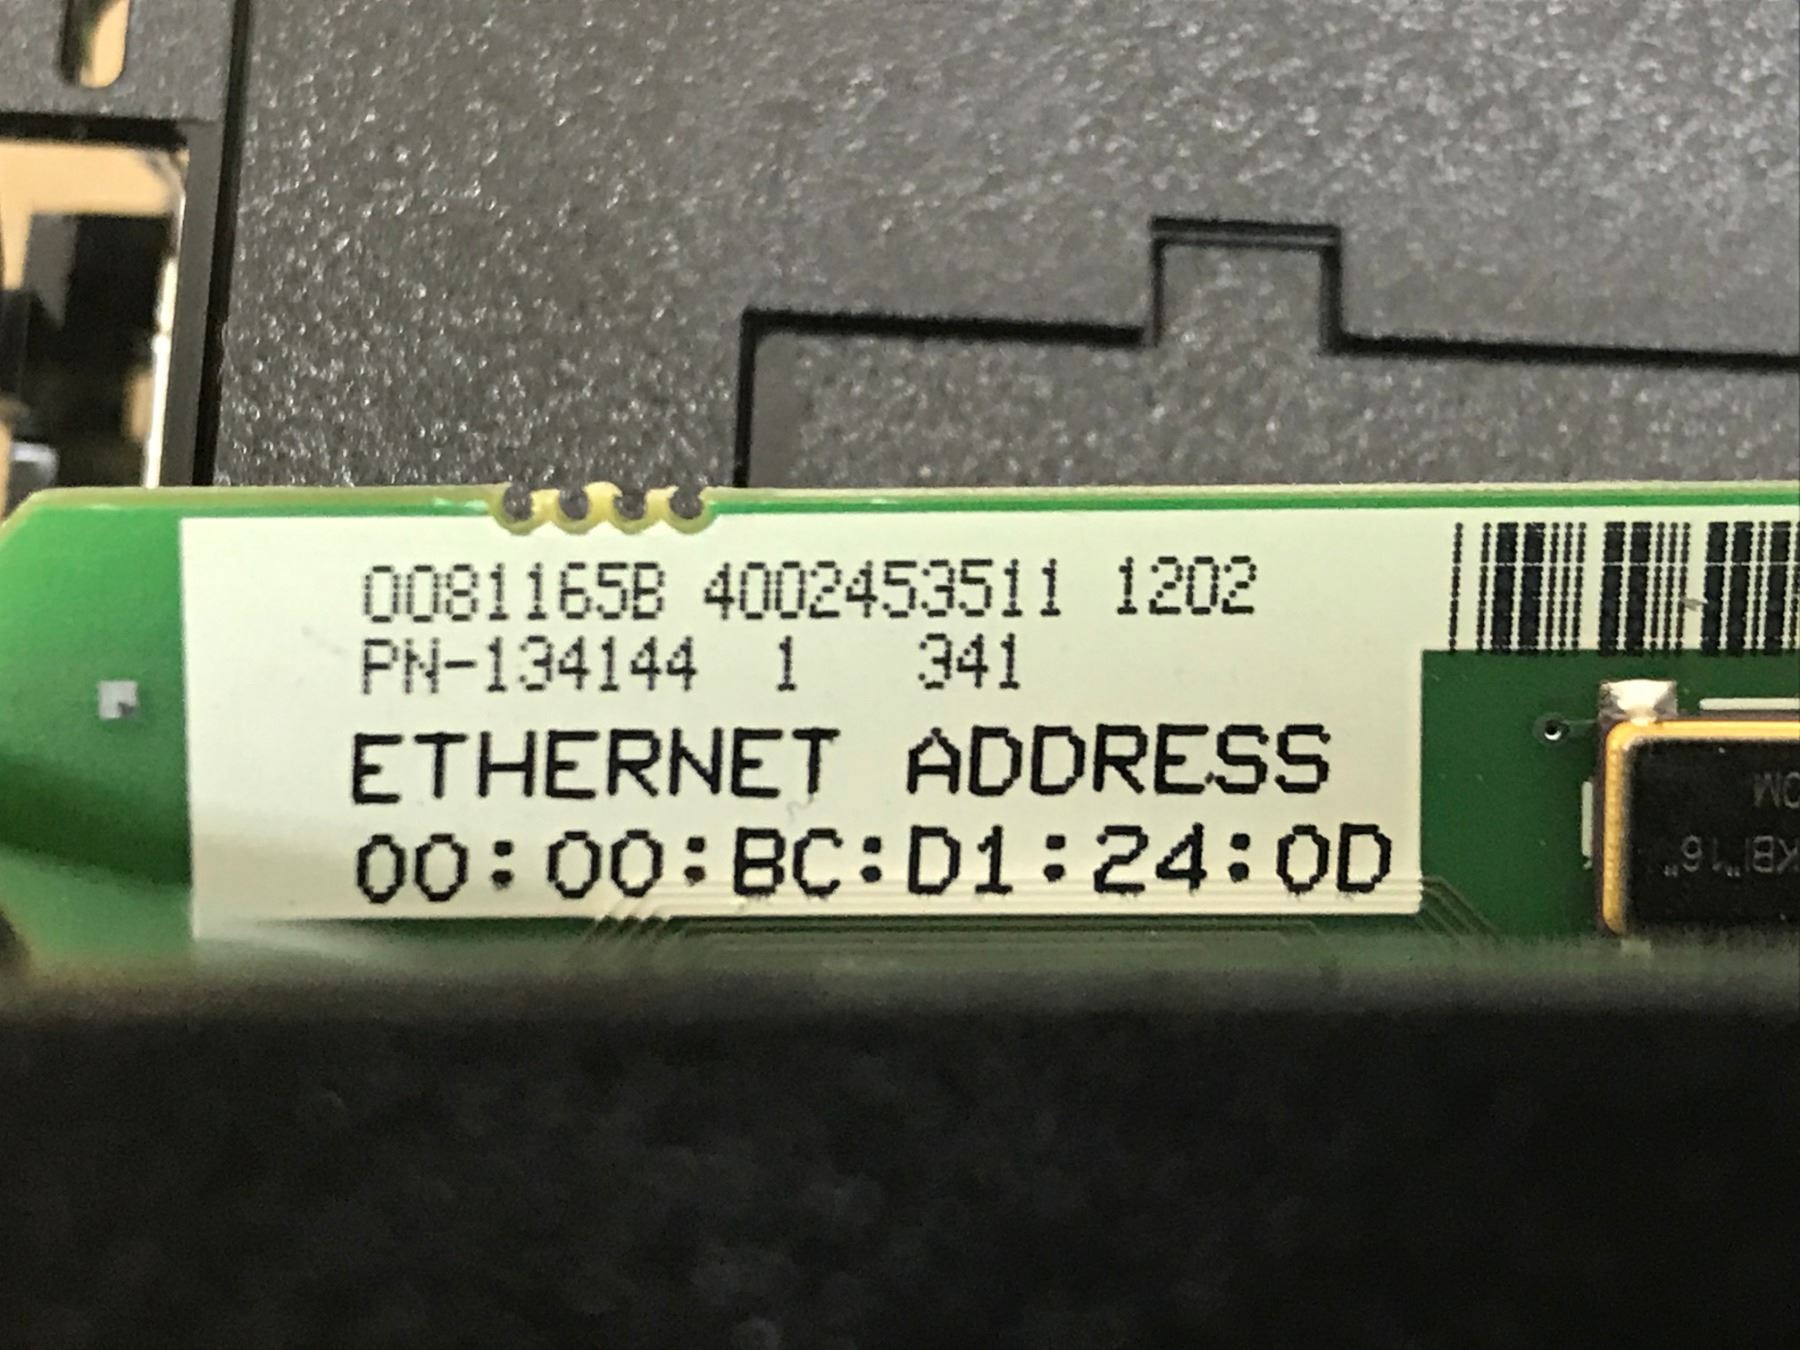 0081165B 4002453511 1202
PN-134144 1 341
ETHERNET ADDRESS
00:00:BC:D1:24:0D